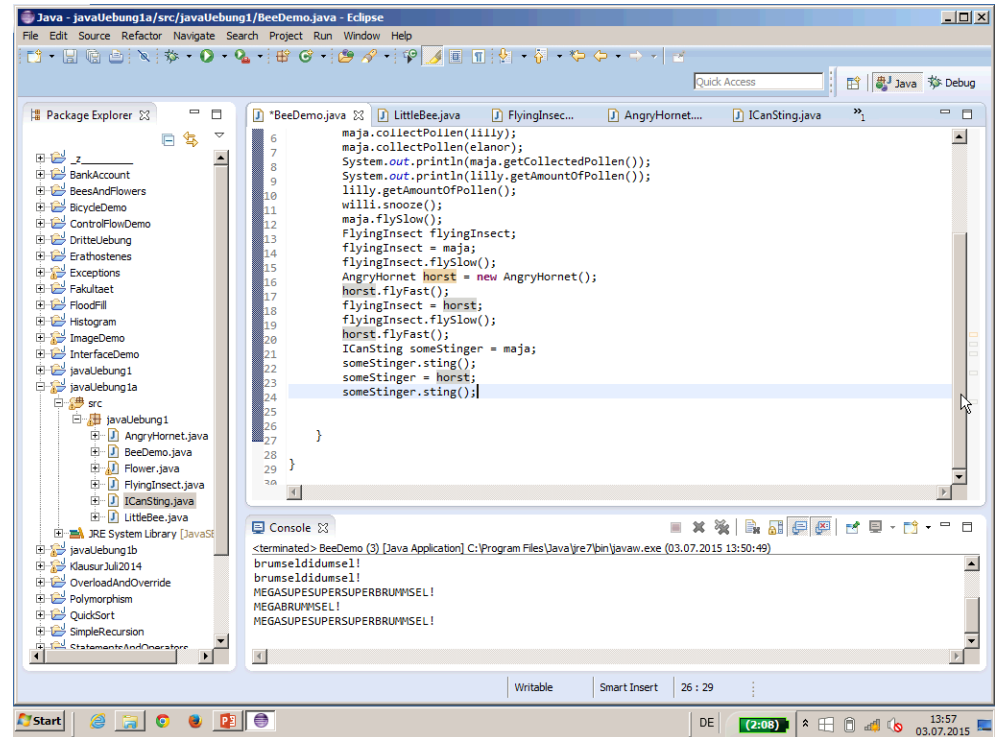 Java - javaUebung1a/src/javaUebung1/BeeDemo.java - Eclipse
File Edit Source Refactor Navigate Search Project Run Window Help
Quick Access
Java
Debug
Package Explorer
_z_________
BankAccount
BeesAndFlowers
BicycleDemo
ControlFlowDemo
DritteUebung
Erathostenes
Exceptions
Fakultaet
FloodFill
Histogram
ImageDemo
InterfaceDemo
javaUebung1
javaUebung1a
src
javaUebung1
AngryHornet.java
BeeDemo.java
Flower.java
FlyingInsect.java
ICanSting.java
LittleBee.java
JRE System Library [JavaSE
javaUebung1b
KlausurJuli2014
OverloadAndOverride
Polymorphism
QuickSort
SimpleRecursion
StatementsAndOperators
*BeeDemo.java LittleBee.java FlyingInsec... AngryHornet.... ICanSting.java »1
6 maja.collectPollen(lilly);
7 maja.collectPollen(elanor);
8 System.out.println(maja.getCollectedPollen());
9 System.out.println(lilly.getAmountOfPollen());
10 lilly.getAmountOfPollen();
11 willi.snooze();
12 maja.flySlow();
13 FlyingInsect flyingInsect;
14 flyingInsect = maja;
15 flyingInsect.flySlow();
16 AngryHornet horst = new AngryHornet();
17 horst.flyFast();
18 flyingInsect = horst;
19 flyingInsect.flySlow();
20 horst.flyFast();
21 ICanSting someStinger = maja;
22 someStinger.sting();
23 someStinger = horst;
24 someStinger.sting();
25
26
27 }
28
29 }
30
Console
<terminated> BeeDemo (3) [Java Application] C:\Program Files\Java\jre7\bin\javaw.exe (03.07.2015 13:50:49)
brumseldidumsel!
brumseldidumsel!
MEGASUPESUPERSUPERBRUMMSEL!
MEGABRUMMSEL!
MEGASUPESUPERSUPERBRUMMSEL!
Writable Smart Insert 26 : 29
Start
DE
(2:08)
13:57
03.07.2015